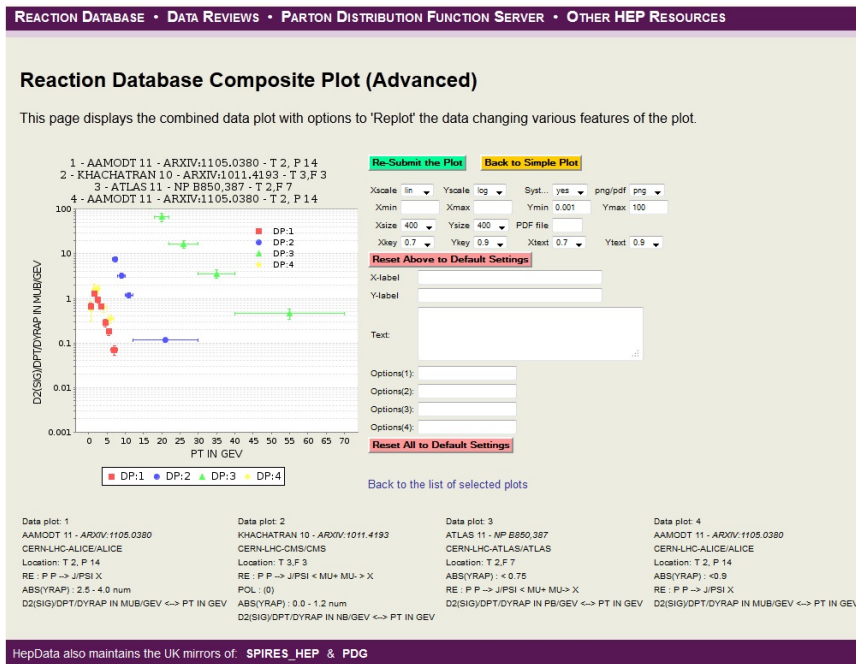 REACTION DATABASE • DATA REVIEWS • PARTON DISTRIBUTION FUNCTION SERVER • OTHER HEP RESOURCES
Reaction Database Composite Plot (Advanced)
This page displays the combined data plot with options to 'Replot' the data changing various features of the plot.
1 - AAMODT 11 - ARXIV:1105.0380 - T 2, P 14
2 - KHACHATRAN 10 - ARXIV:1011.4193 - T 3,F 3
3 - ATLAS 11 - NP B850,387 - T 2,F 7
4 - AAMODT 11 - ARXIV:1105.0380 - T 2, P 14
100
10
1
0.1
0.01
0.001
D2(SIG)/DPT/DYRAP IN MUB/GEV
DP:1
DP:2
DP:3
DP:4
0 5 10 15 20 25 30 35 40 45 50 55 60 65 70
PT IN GEV
DP:1 DP:2 DP:3 DP:4
Re-Submit the Plot Back to Simple Plot
Xscale lin Yscale log Syst... yes png/pdf png
Xmin Xmax Ymin 0.001 Ymax 100
Xsize 400 Ysize 400 PDF file
Xkey 0.7 Ykey 0.9 Xtext 0.7 Ytext 0.9
Reset Above to Default Settings
X-label
Y-label
Text:
Options(1):
Options(2):
Options(3):
Options(4):
Reset All to Default Settings
Back to the list of selected plots
Data plot: 1
AAMODT 11 - ARXIV:1105.0380
CERN-LHC-ALICE/ALICE
Location: T 2, P 14
RE : P P --> J/PSI X
ABS(YRAP) : 2.5 - 4.0 num
D2(SIG)/DPT/DYRAP IN MUB/GEV <--> PT IN GEV
Data plot: 2
KHACHATRAN 10 - ARXIV:1011.4193
CERN-LHC-CMS/CMS
Location: T 3,F 3
RE : P P --> J/PSI < MU+ MU- > X
POL : (0)
ABS(YRAP) : 0.0 - 1.2 num
D2(SIG)/DPT/DYRAP IN NB/GEV <--> PT IN GEV
Data plot: 3
ATLAS 11 - NP B850,387
CERN-LHC-ATLAS/ATLAS
Location: T 2,F 7
ABS(YRAP) : < 0.75
RE : P P --> J/PSI < MU+ MU-> X
D2(SIG)/DPT/DYRAP IN PB/GEV <--> PT IN GEV
Data plot: 4
AAMODT 11 - ARXIV:1105.0380
CERN-LHC-ALICE/ALICE
Location: T 2, P 14
ABS(YRAP) : <0.9
RE : P P --> J/PSI X
D2(SIG)/DPT/DYRAP IN MUB/GEV <--> PT IN GEV
HepData also maintains the UK mirrors of: SPIRES_HEP & PDG